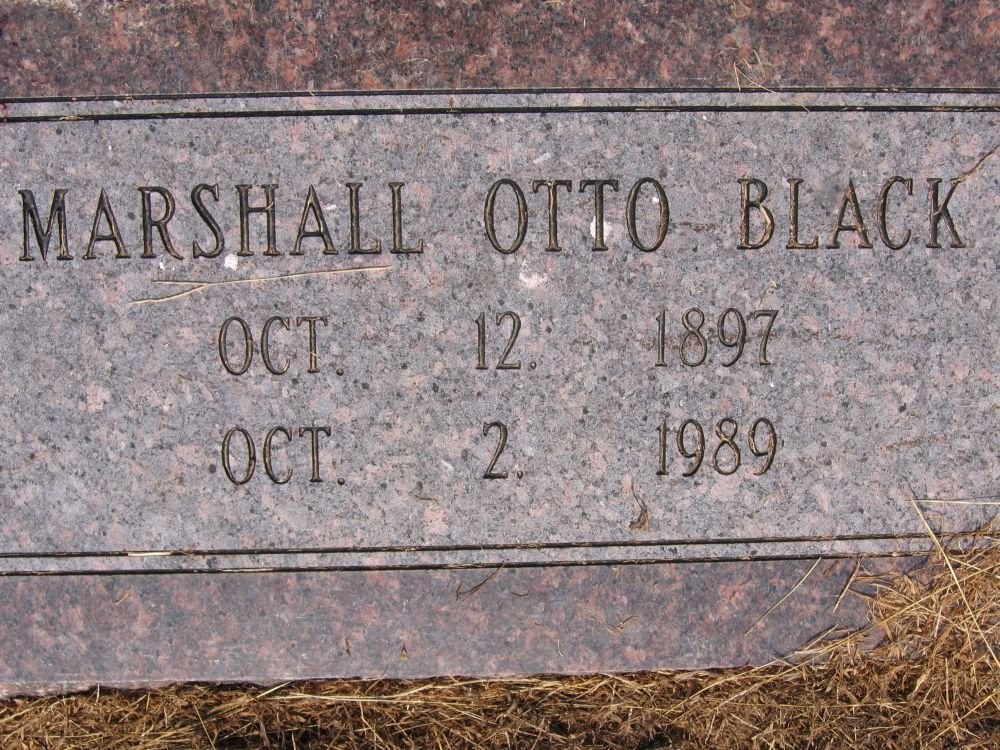 MARSHALL OTTO BLACK
OCT. 12. 1897
OCT. 2. 1989